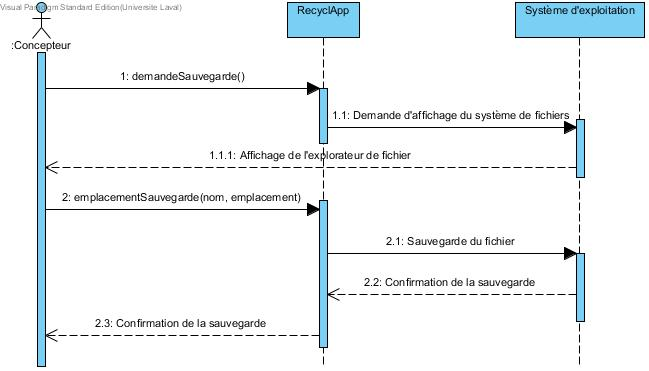 Visual Paradigm Standard Edition(Universite Laval)
RecyclApp
Système d'exploitation
:Concepteur
1: demandeSauvegarde()
1.1: Demande d'affichage du système de fichiers
1.1.1: Affichage de l'explorateur de fichier
2: emplacementSauvegarde(nom, emplacement)
2.1: Sauvegarde du fichier
2.2: Confirmation de la sauvegarde
2.3: Confirmation de la sauvegarde